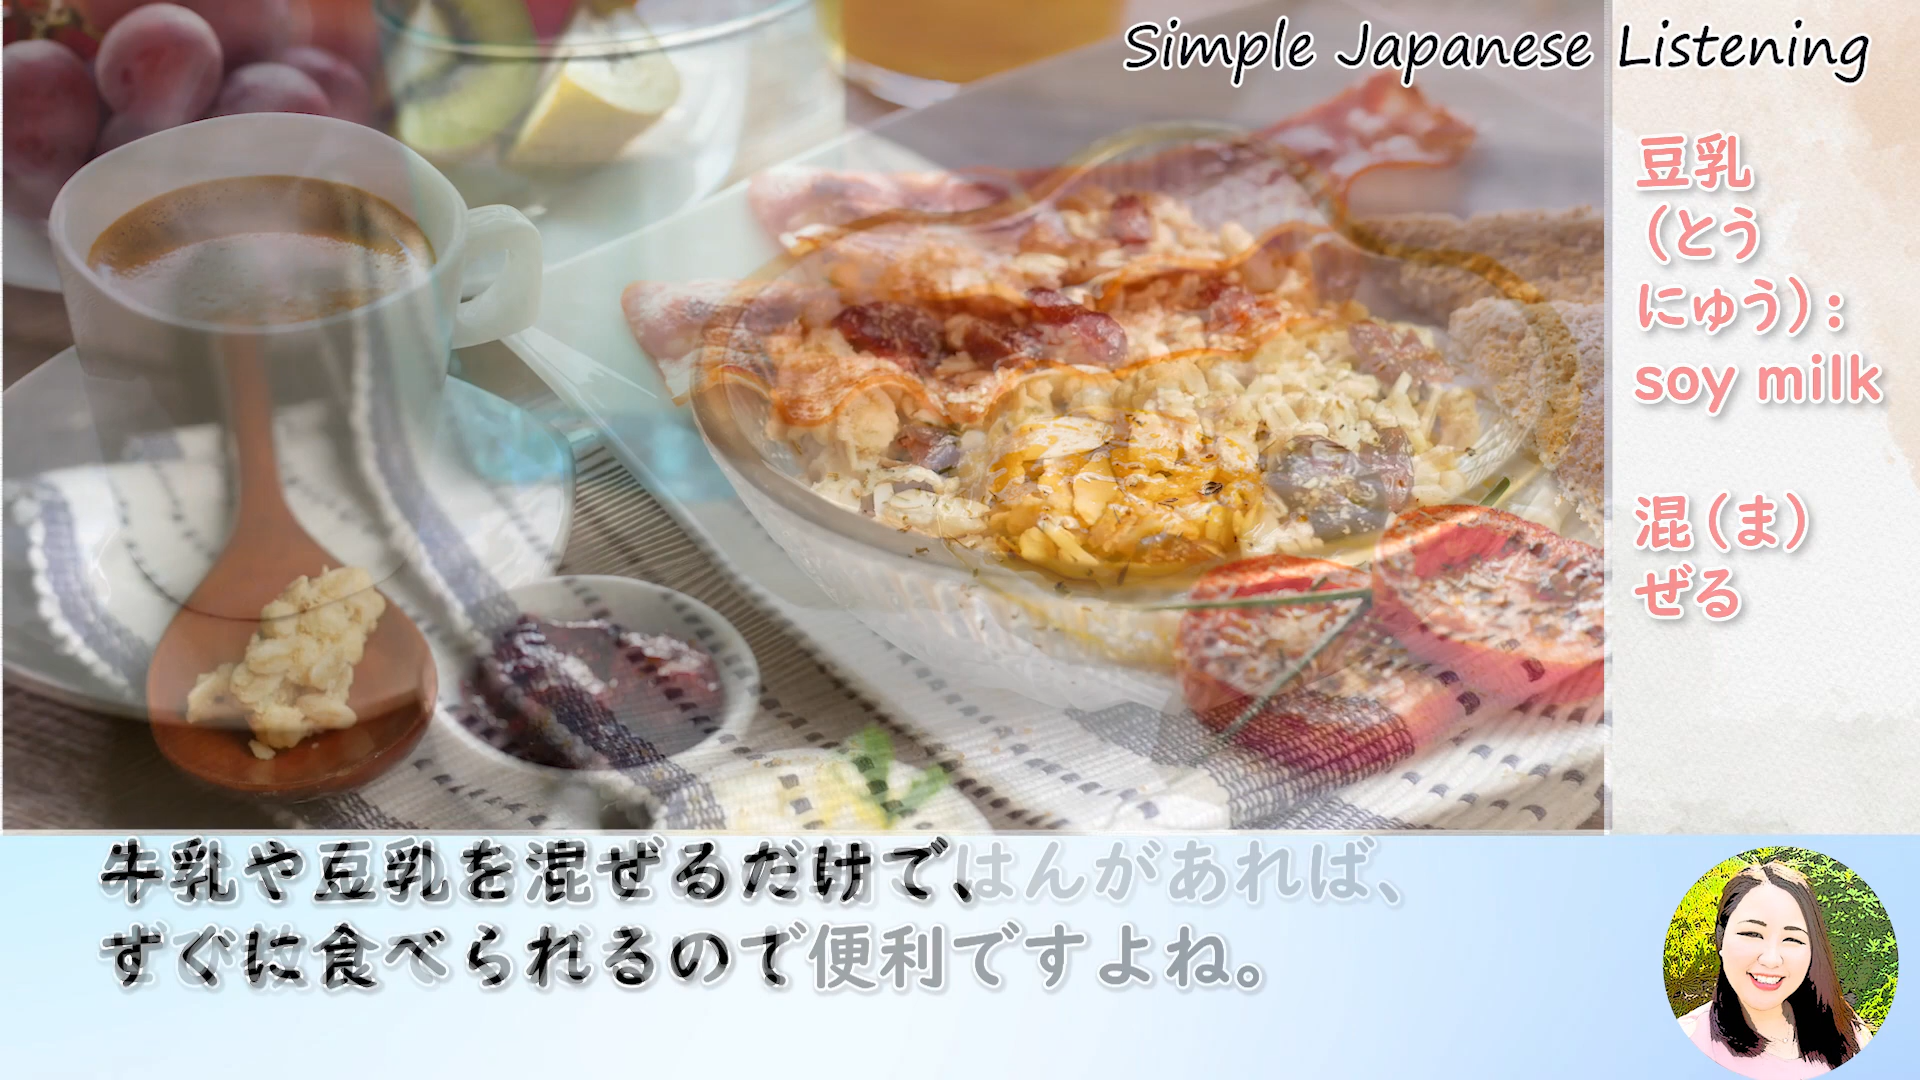 Simple Japanese Listening
豆乳
(とう
にゅう):
soy milk
混(ま)
ぜる
牛乳や豆乳を混ぜるだけで、
はんがあれば、
すぐに食べられるので
便利ですよね。